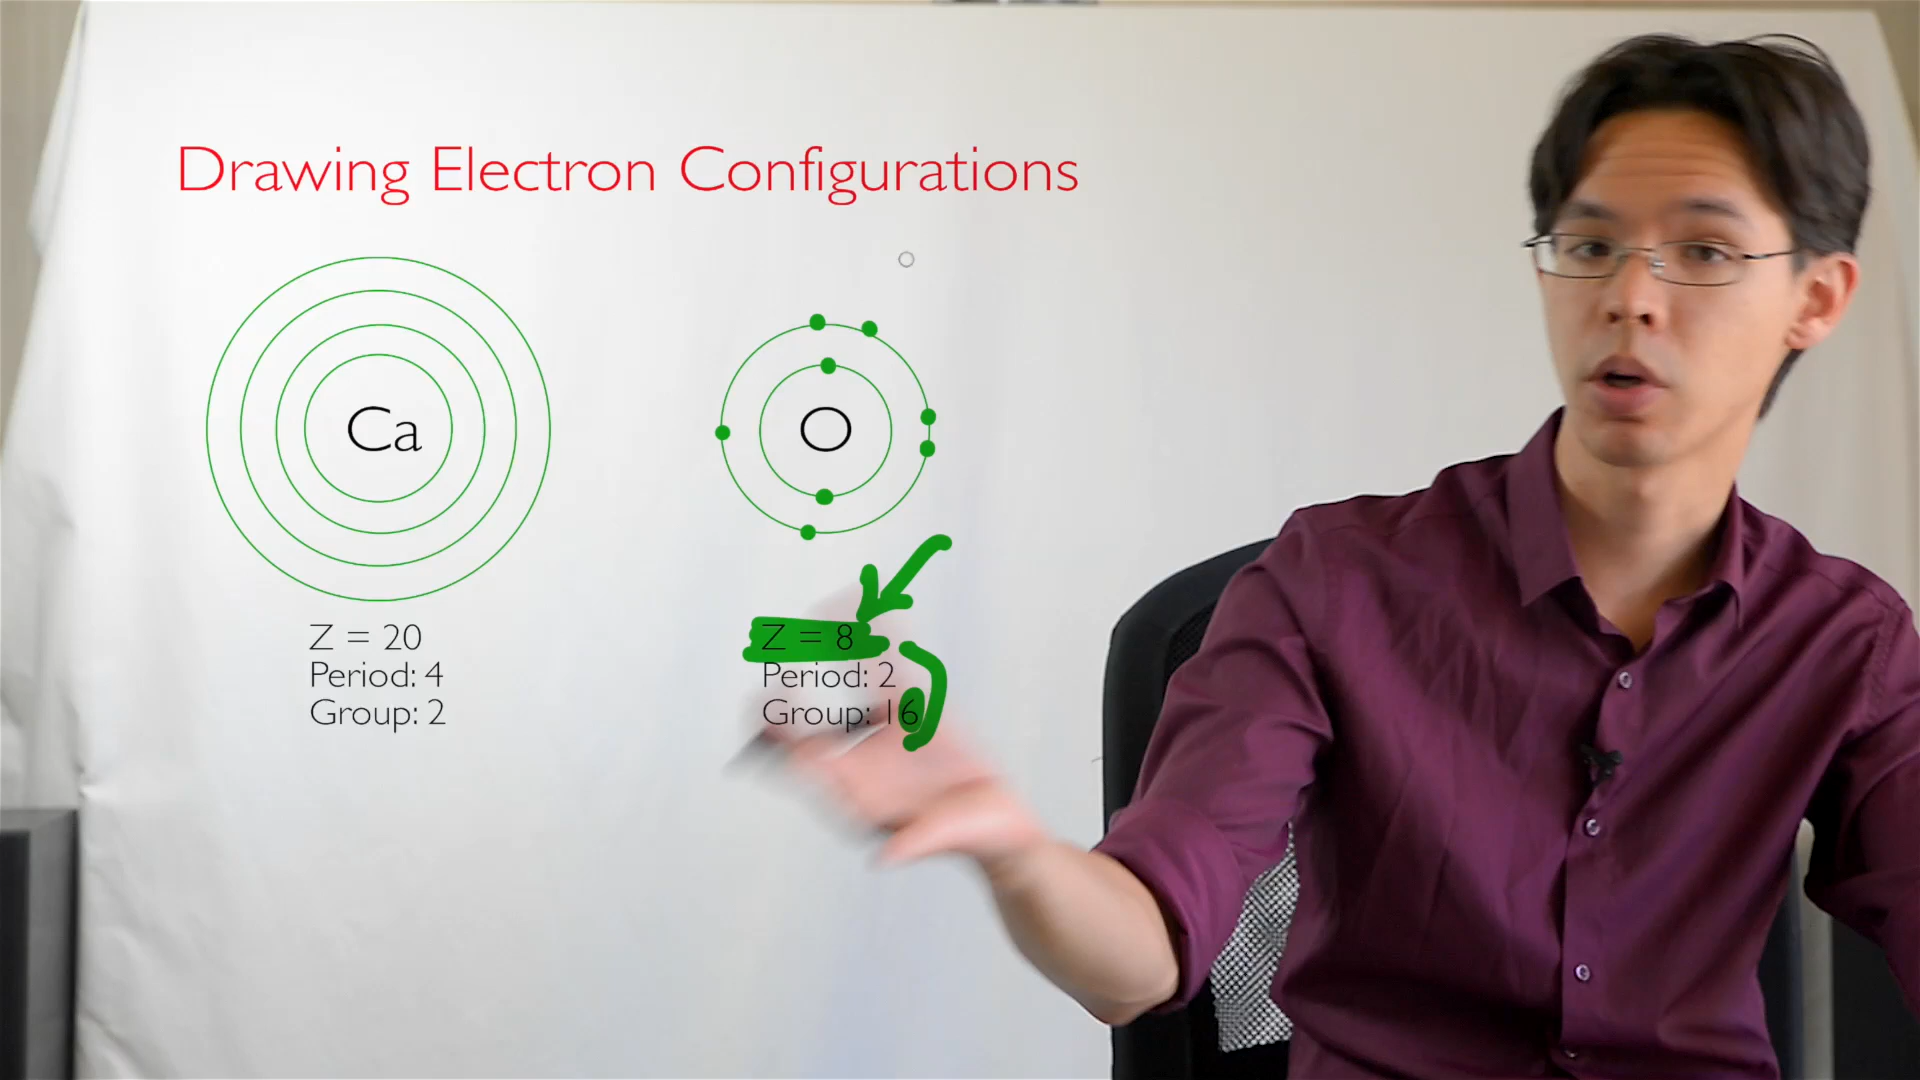 Drawing Electron Configurations
Ca
Z = 20
Period: 4
Group: 2
O
Z = 8
Period: 2
Group: 16